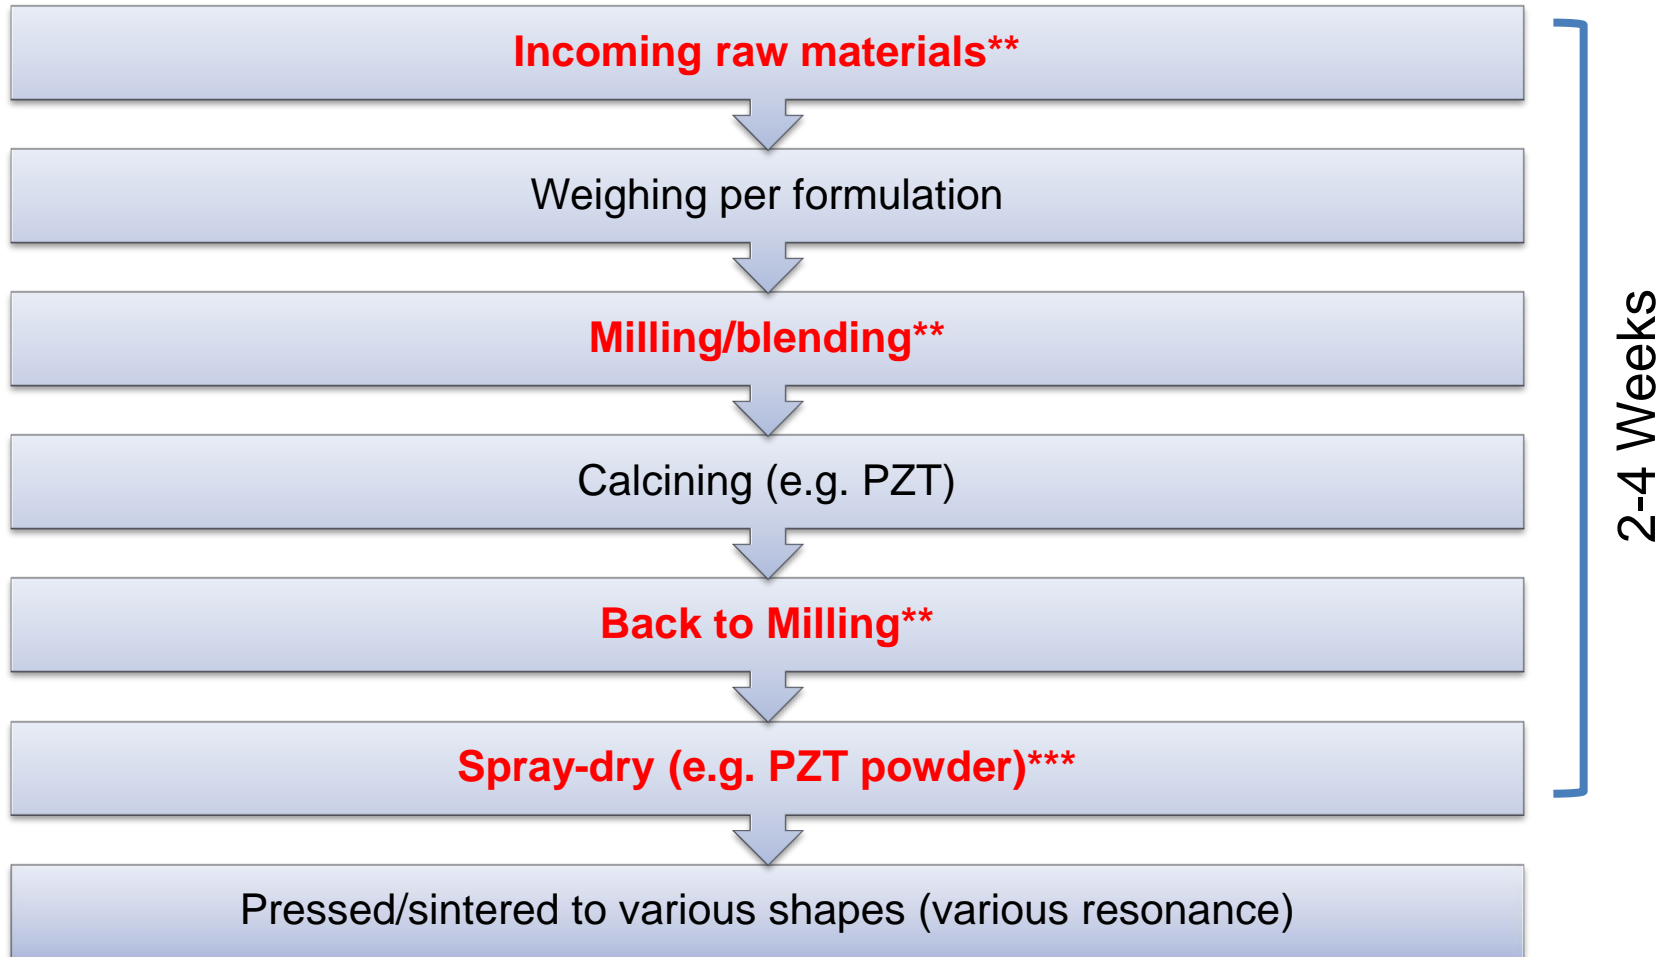 Incoming raw materials**
Weighing per formulation
Milling/blending**
Calcining (e.g. PZT)
Back to Milling**
Spray-dry (e.g. PZT powder)***
Pressed/sintered to various shapes (various resonance)
2-4 Weeks